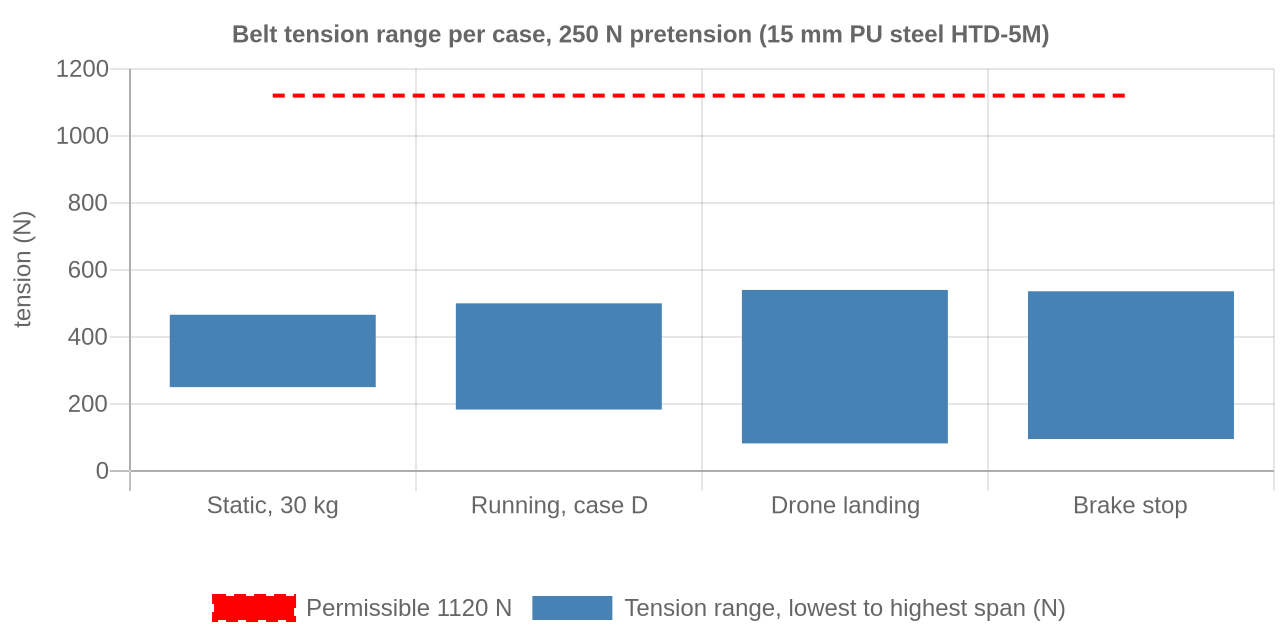 Belt tension range per case, 250 N pretension (15 mm PU steel HTD-5M)
tension (N)
1200
1000
800
600
400
200
0
Static, 30 kg
Running, case D
Drone landing
Brake stop
Permissible 1120 N
Tension range, lowest to highest span (N)